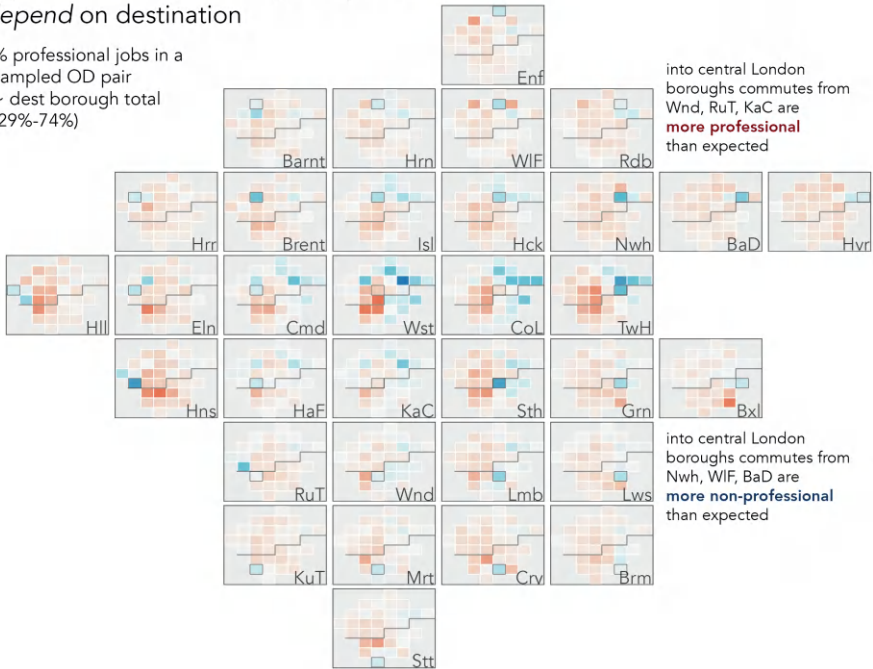 epend on destination
% professional jobs in a
ampled OD pair
dest borough total
29%-74%)
Enf
into central London
boroughs commutes from
Wnd, RuT, KaC are
more professional
than expected
Barnt
Hrn
WlF
Rdb
Hrr
Brent
Isl
Hck
Nwh
BaD
Hvr
Hll
Eln
Cmd
Wst
CoL
TwH
Hns
HaF
KaC
Sth
Grn
Bxl
into central London
boroughs commutes from
Nwh, WlF, BaD are
more non-professional
than expected
RuT
Wnd
Lmb
Lws
KuT
Mrt
Cry
Brm
Stt